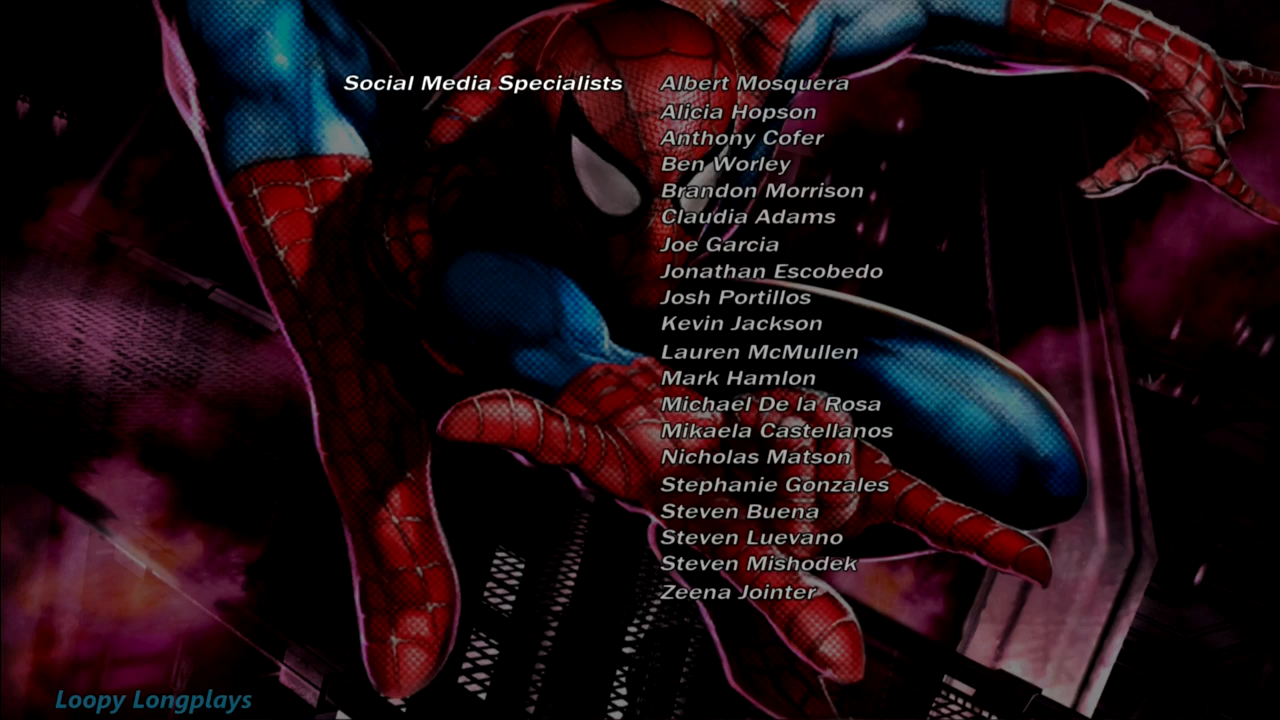 Social Media Specialists Albert Mosquera
Alicia Hopson
Anthony Cofer
Ben Worley
Brandon Morrison
Claudia Adams
Joe Garcia
Jonathan Escobedo
Josh Portillos
Kevin Jackson
Lauren McMullen
Mark Hamlon
Michael De la Rosa
Mikaela Castellanos
Nicholas Matson
Stephanie Gonzales
Steven Buena
Steven Luevano
Steven Mishodek
Zeena Jointer
Loopy Longplays